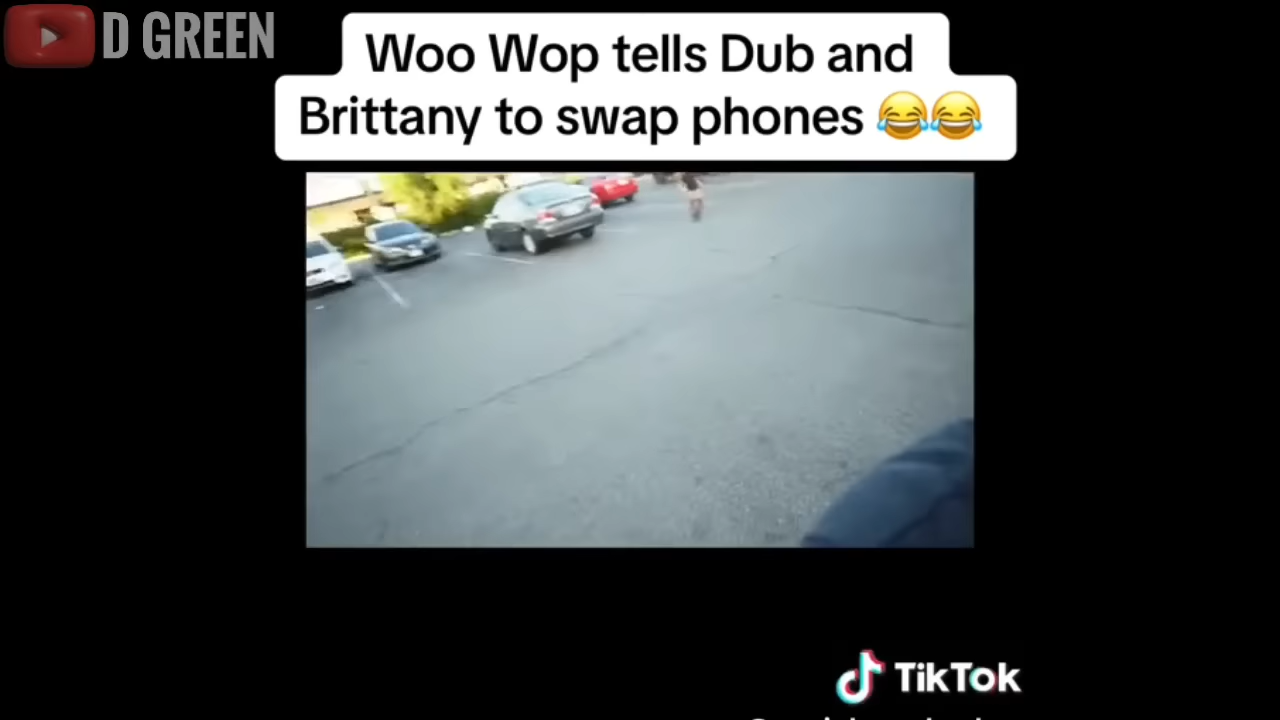 D GREEN
Woo Wop tells Dub and
Brittany to swap phones 😂😂
TikTok